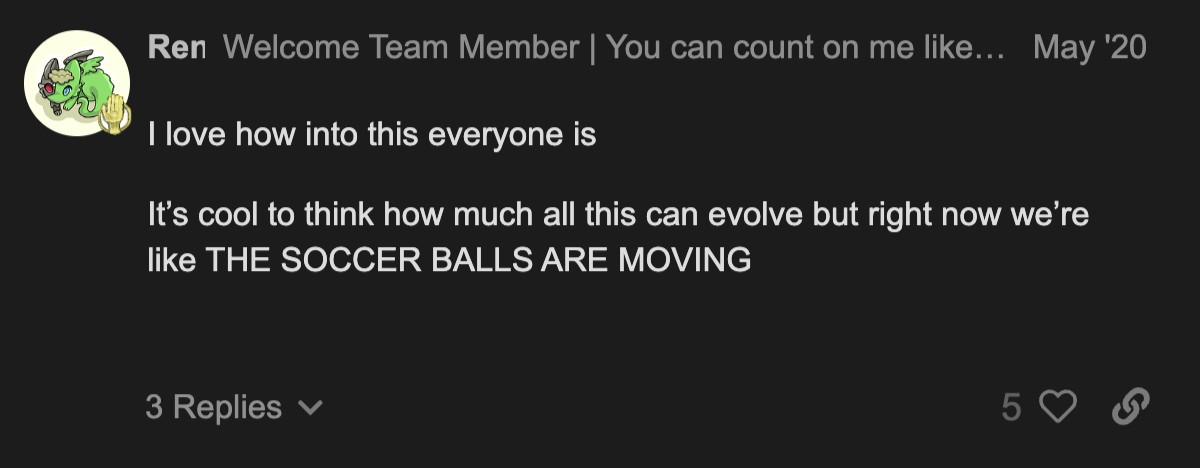 Ren Welcome Team Member | You can count on me like… May '20
I love how into this everyone is
It’s cool to think how much all this can evolve but right now we’re
like THE SOCCER BALLS ARE MOVING
3 Replies
5